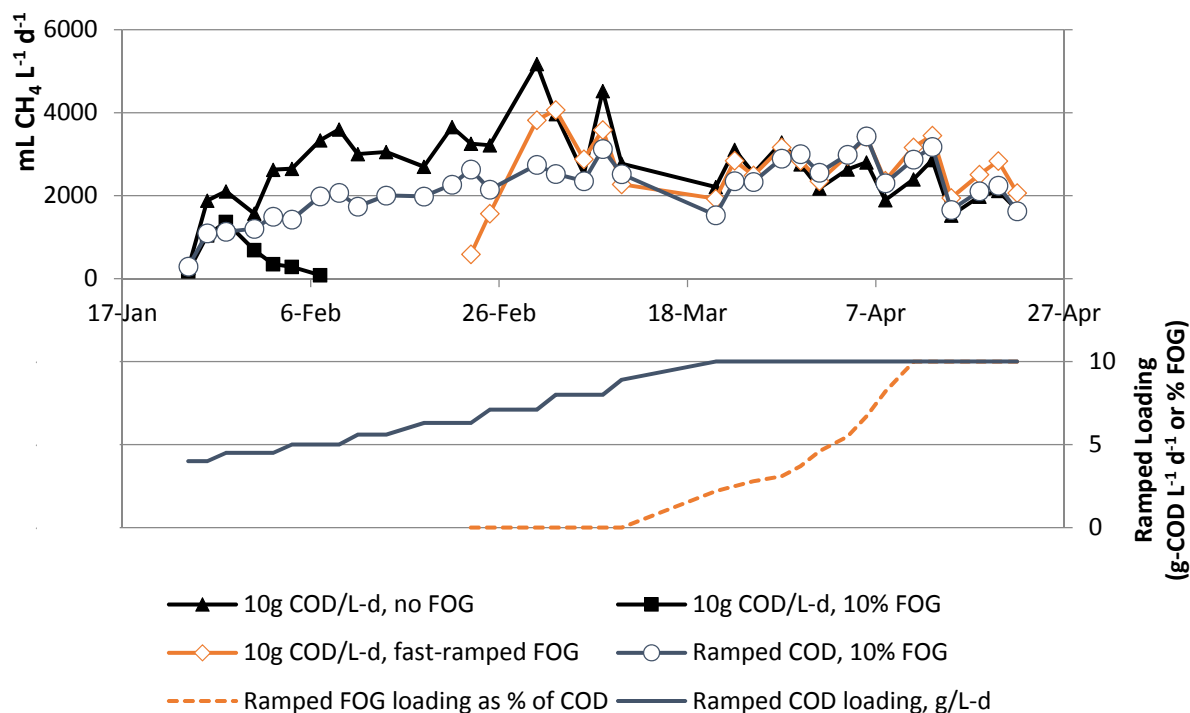 mL CH₄ L⁻¹ d⁻¹
6000
4000
2000
0
17-Jan 6-Feb 26-Feb 18-Mar 7-Apr 27-Apr
10
5
0
Ramped Loading
(g-COD L⁻¹ d⁻¹ or % FOG)
10g COD/L-d, no FOG 10g COD/L-d, 10% FOG
10g COD/L-d, fast-ramped FOG Ramped COD, 10% FOG
Ramped FOG loading as % of COD Ramped COD loading, g/L-d